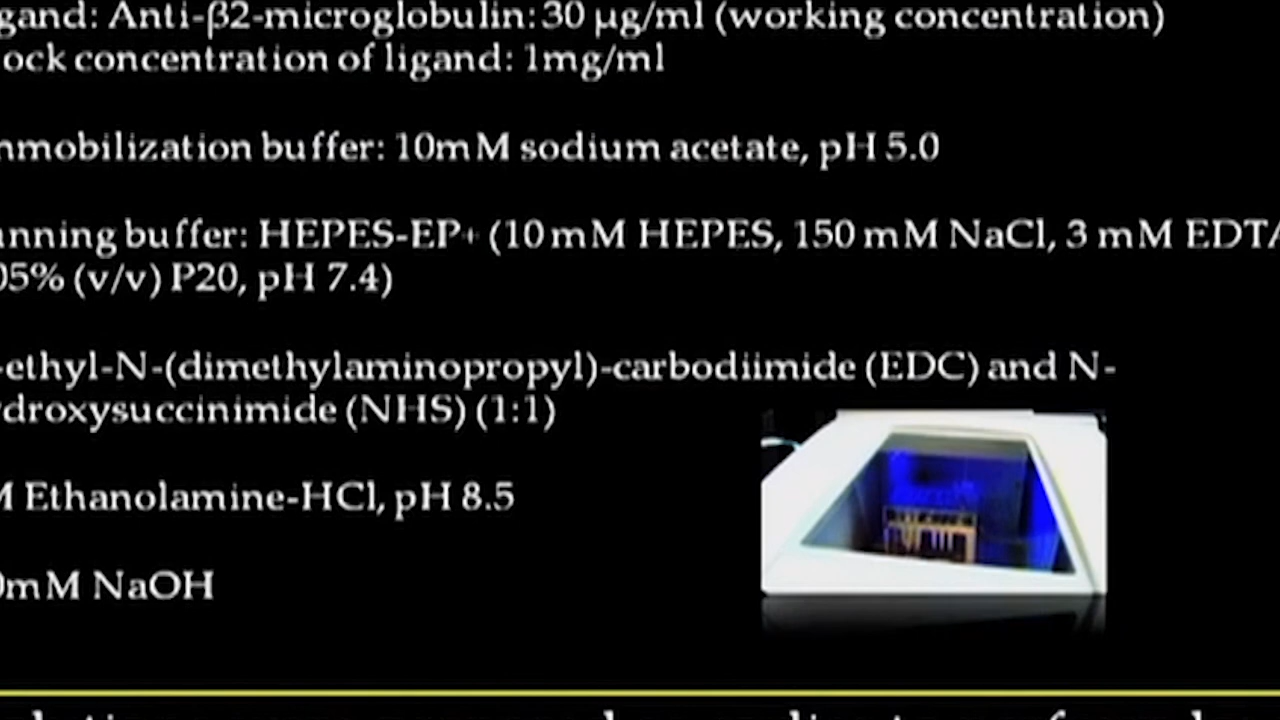 gand: Anti-β2-microglobulin: 30 µg/ml (working concentration)
ock concentration of ligand: 1mg/ml
nmobilization buffer: 10mM sodium acetate, pH 5.0
unning buffer: HEPES-EP+ (10 mM HEPES, 150 mM NaCl, 3 mM EDTA
05% (v/v) P20, pH 7.4)
-ethyl-N-(dimethylaminopropyl)-carbodiimide (EDC) and N-
ydroxysuccinimide (NHS) (1:1)
M Ethanolamine-HCl, pH 8.5
0mM NaOH